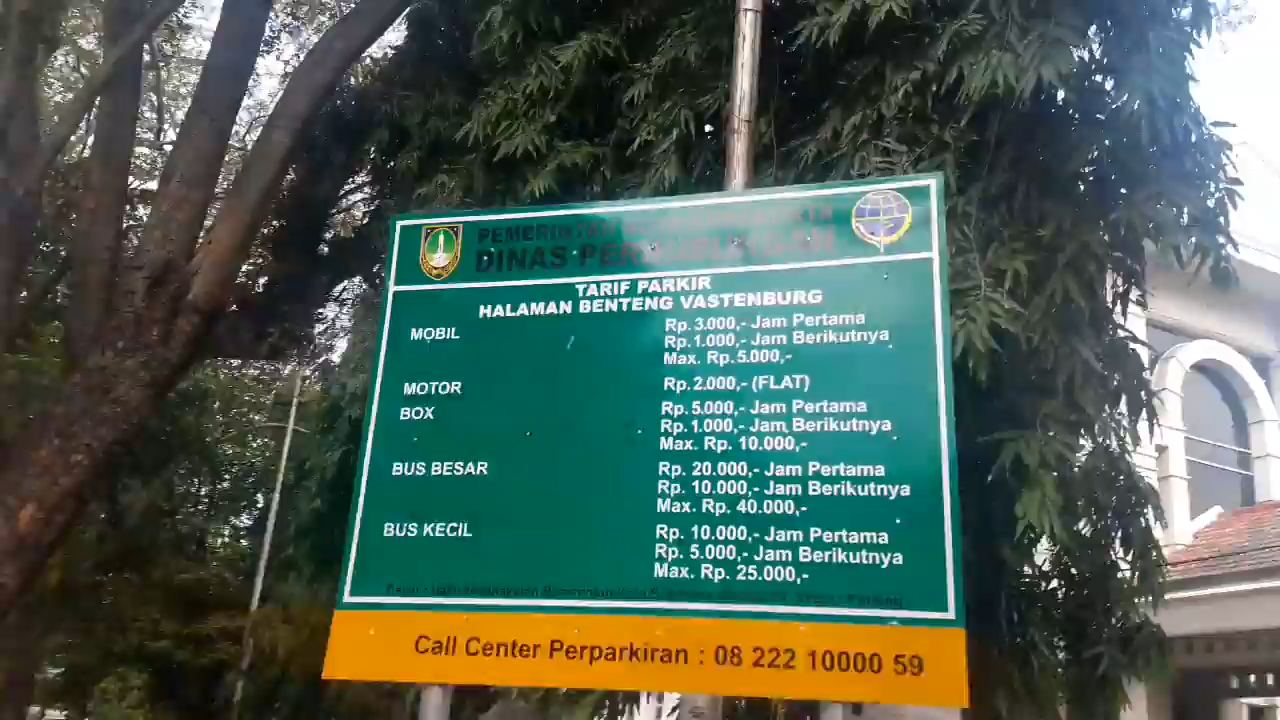 PEMERINTAH
DINAS PERHUBUNGAN
TARIF PARKIR
HALAMAN BENTENG VASTENBURG
MOBIL Rp. 3.000,- Jam Pertama
Rp. 1.000,- Jam Berikutnya
Max. Rp. 5.000,-
MOTOR Rp. 2.000,- (FLAT)
BOX Rp. 5.000,- Jam Pertama
Rp. 1.000,- Jam Berikutnya
Max. Rp. 10.000,-
BUS BESAR Rp. 20.000,- Jam Pertama
Rp. 10.000,- Jam Berikutnya
Max. Rp. 40.000,-
BUS KECIL Rp. 10.000,- Jam Pertama
Rp. 5.000,- Jam Berikutnya
Max. Rp. 25.000,-
Call Center Perparkiran : 08 222 10000 59